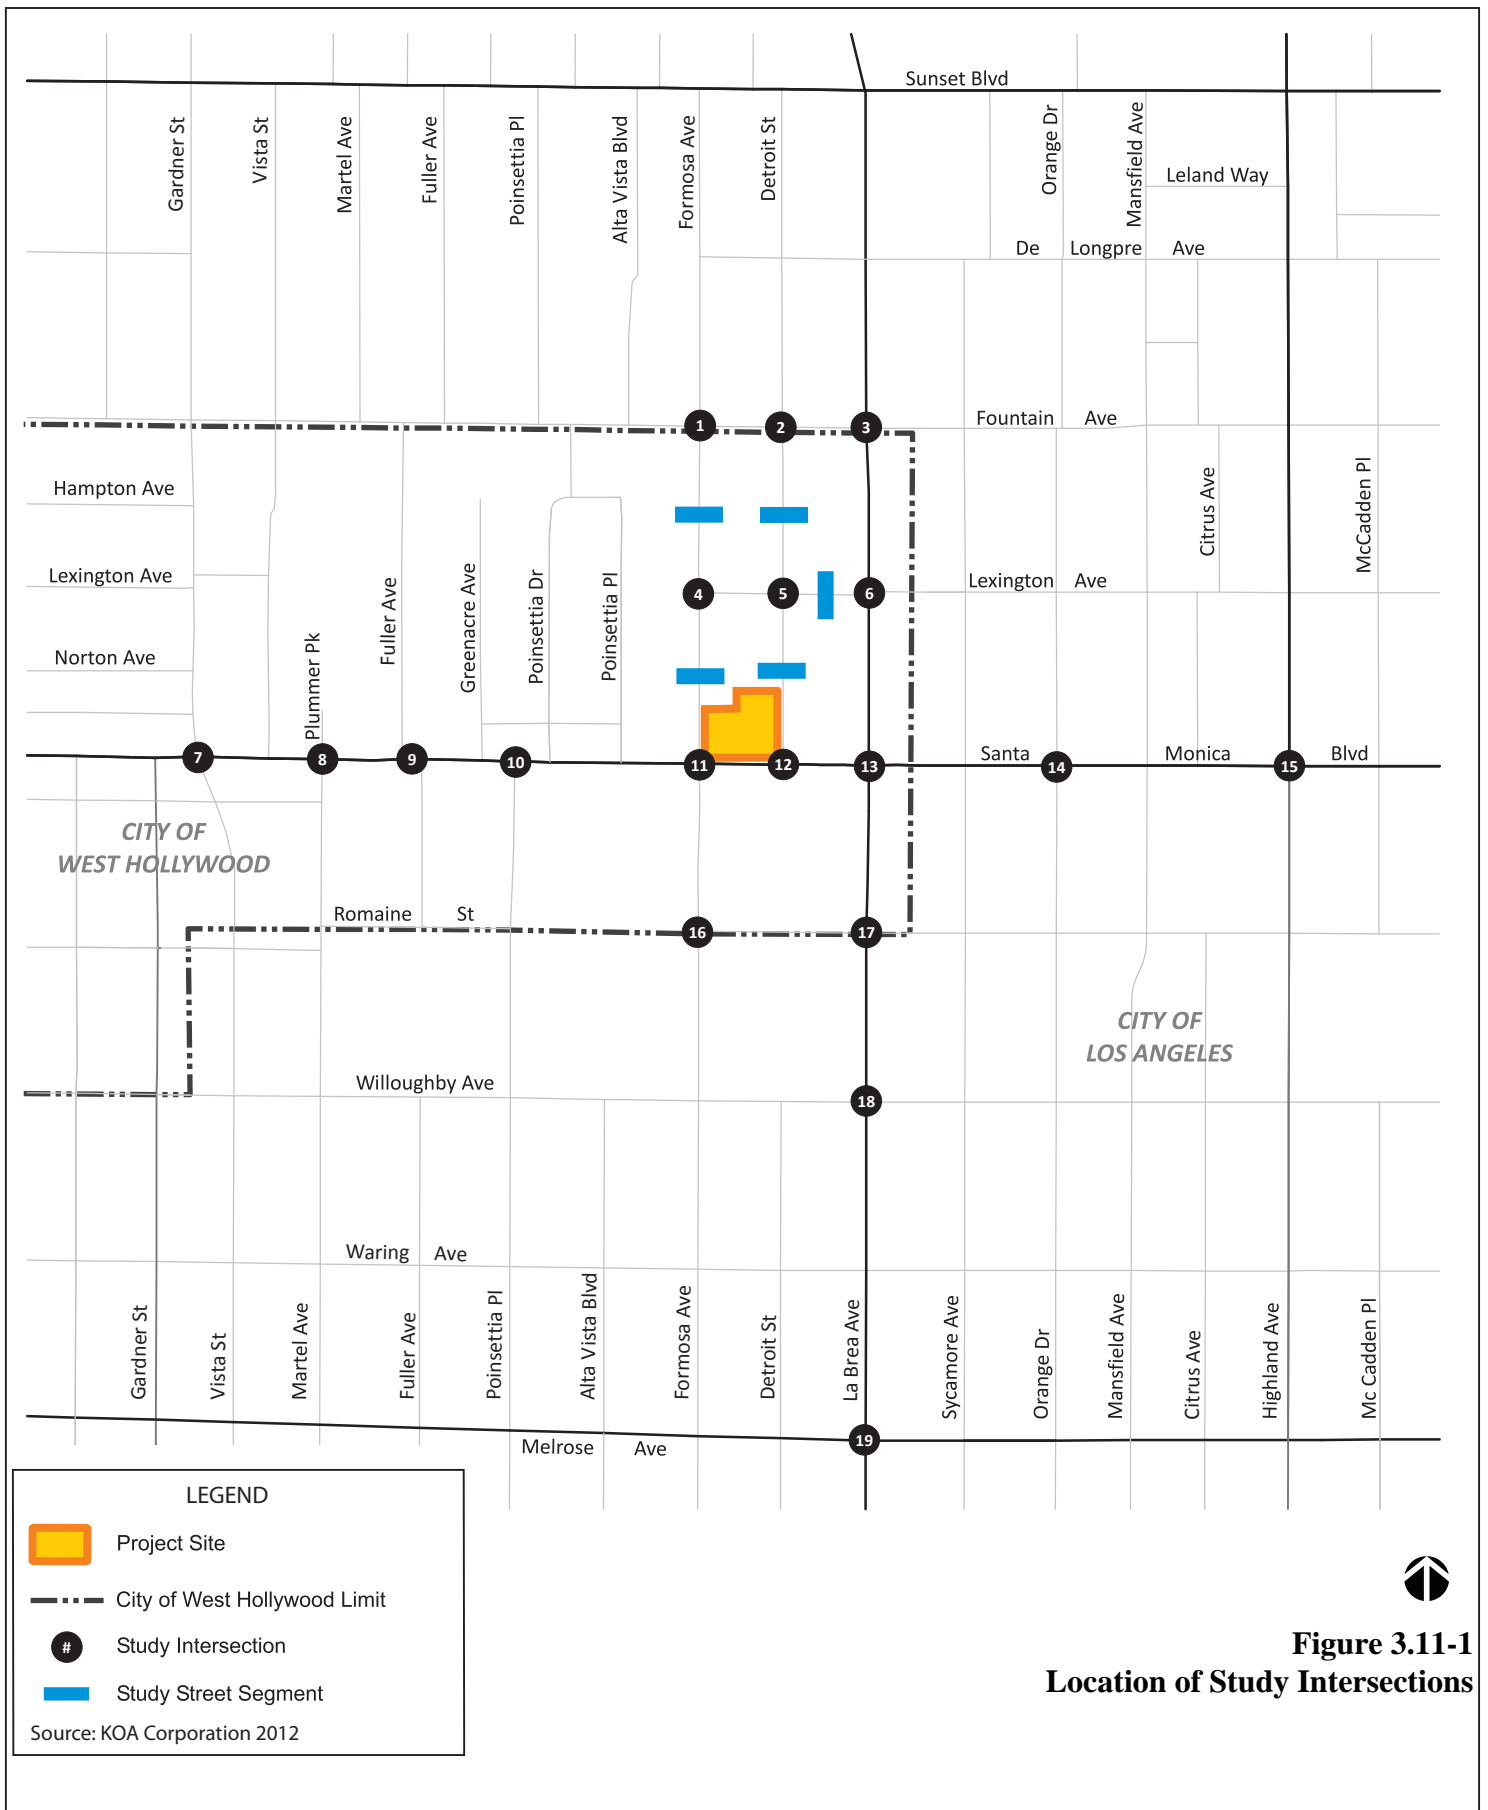 Sunset Blvd
Gardner St
Vista St
Martel Ave
Fuller Ave
Poinsettia Pl
Alta Vista Blvd
Formosa Ave
Detroit St
Orange Dr
Mansfield Ave
Leland Way
De Longpre Ave
1
2
3
Fountain Ave
Hampton Ave
Citrus Ave
McCadden Pl
Lexington Ave
Fuller Ave
Greenacre Ave
Poinsettia Dr
Poinsettia Pl
4
5
6
Lexington Ave
Norton Ave
Plummer Pk
7
8
9
10
11
12
13
Santa Monica Blvd
14
15
CITY OF
WEST HOLLYWOOD
Romaine St
16
17
CITY OF
LOS ANGELES
Willoughby Ave
18
Waring Ave
Gardner St
Vista St
Martel Ave
Fuller Ave
Poinsettia Pl
Alta Vista Blvd
Formosa Ave
Detroit St
La Brea Ave
Sycamore Ave
Orange Dr
Mansfield Ave
Citrus Ave
Highland Ave
Mc Cadden Pl
Melrose Ave
19
LEGEND
Project Site
City of West Hollywood Limit
# Study Intersection
Study Street Segment
Source: KOA Corporation 2012
Figure 3.11-1
Location of Study Intersections